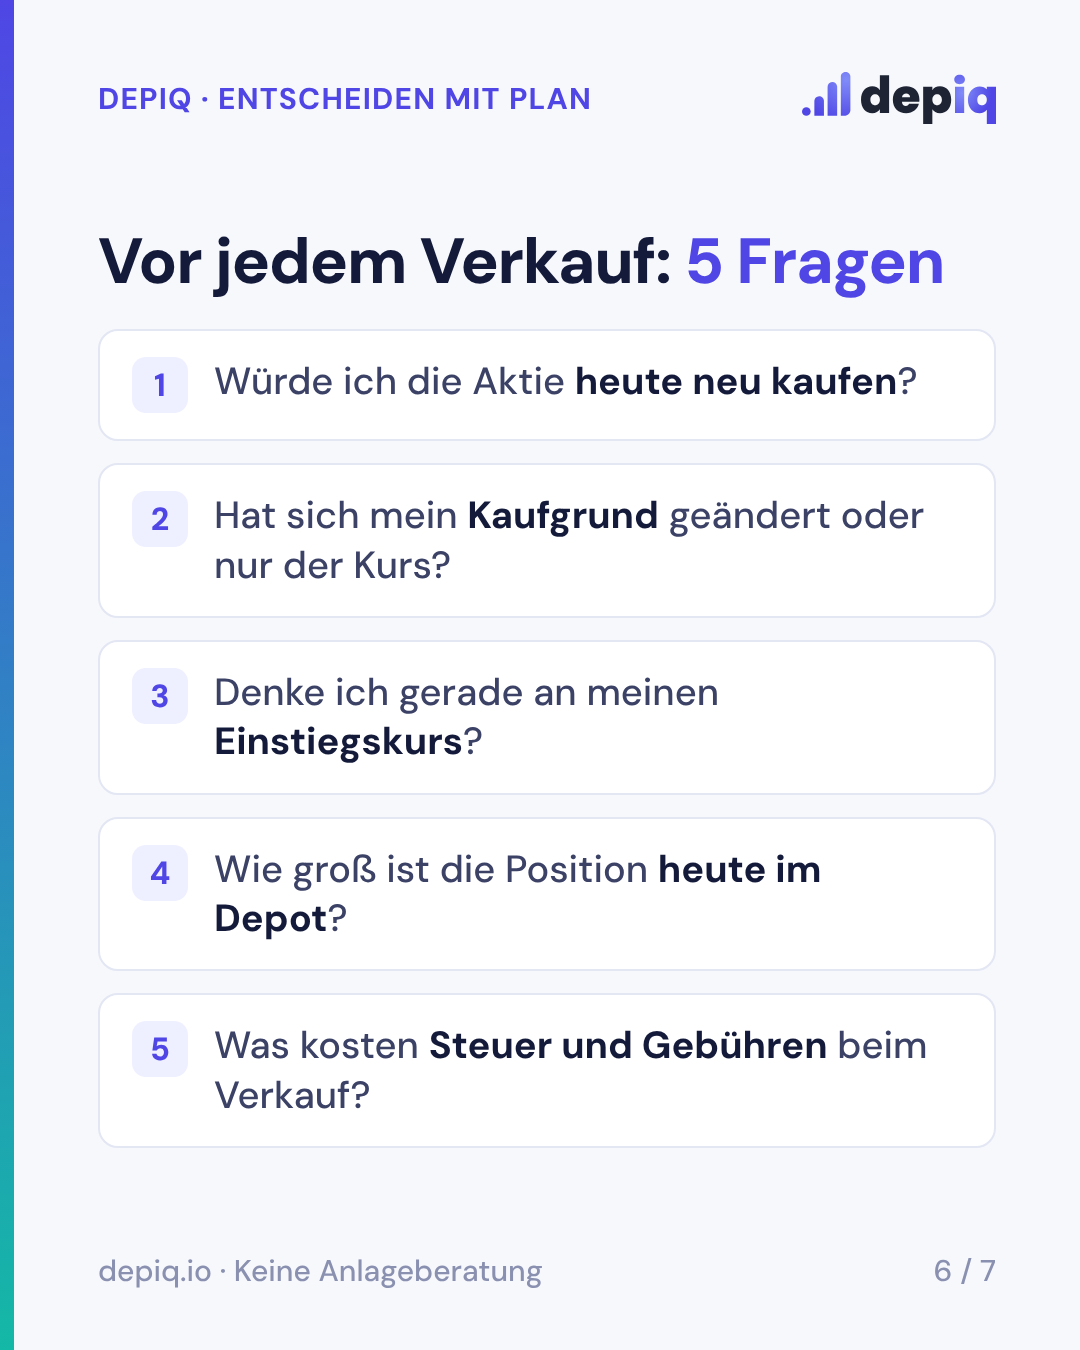 DEPIQ · ENTSCHEIDEN MIT PLAN
depiq
Vor jedem Verkauf: 5 Fragen
1
Würde ich die Aktie heute neu kaufen?
2
Hat sich mein Kaufgrund geändert oder
nur der Kurs?
3
Denke ich gerade an meinen
Einstiegskurs?
4
Wie groß ist die Position heute im
Depot?
5
Was kosten Steuer und Gebühren beim
Verkauf?
depiq.io · Keine Anlageberatung
6 / 7